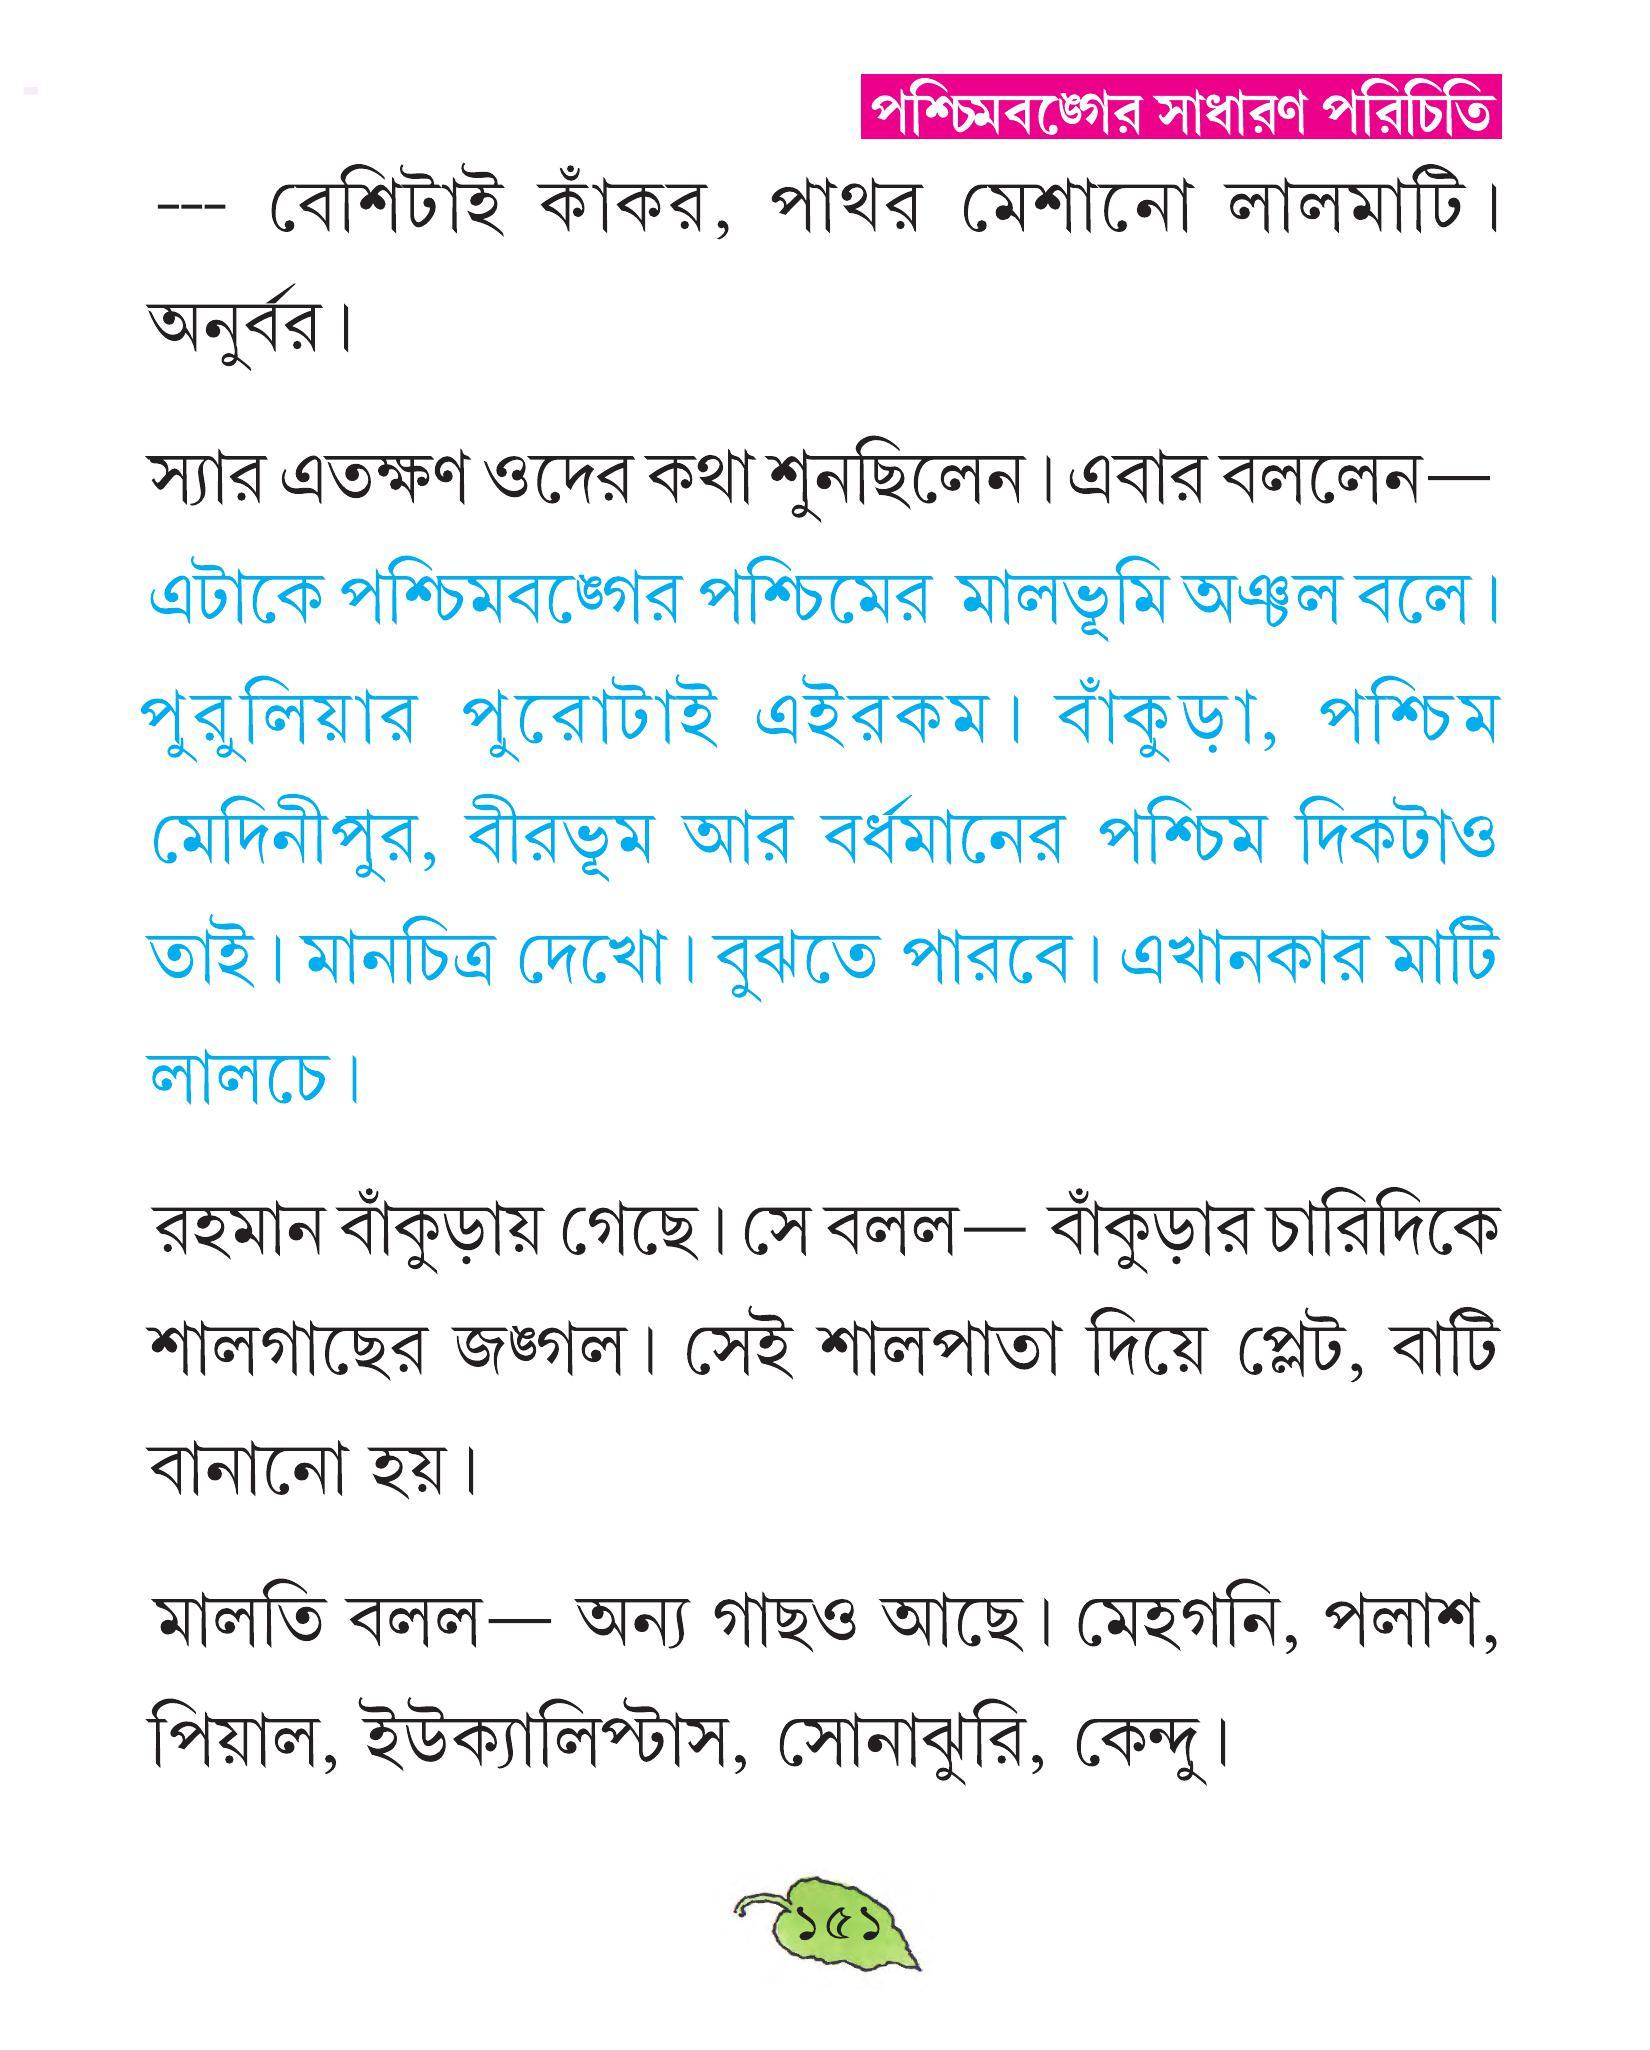 পশ্চিমবঙ্গের সাধারণ পরিচিতি
--- বেশিটাই কাঁকর, পাথর মেশানো লালমাটি।
অনুর্বর।
স্যার এতক্ষণ ওদের কথা শুনছিলেন। এবার বললেন—
এটাকে পশ্চিমবঙ্গের পশ্চিমের মালভূমি অঞ্চল বলে।
পুরুলিয়ার পুরোটাই এইরকম। বাঁকুড়া, পশ্চিম
মেদিনীপুর, বীরভূম আর বর্ধমানের পশ্চিম দিকটাও
তাই। মানচিত্র দেখো। বুঝতে পারবে। এখানকার মাটি
লালচে।
রহমান বাঁকুড়ায় গেছে। সে বলল— বাঁকুড়ার চারিদিকে
শালগাছের জঙ্গল। সেই শালপাতা দিয়ে প্লেট, বাটি
বানানো হয়।
মালতি বলল— অন্য গাছও আছে। মেহগনি, পলাশ,
পিয়াল, ইউক্যালিপ্টাস, সোনাঝুরি, কেন্দু।
১৫১